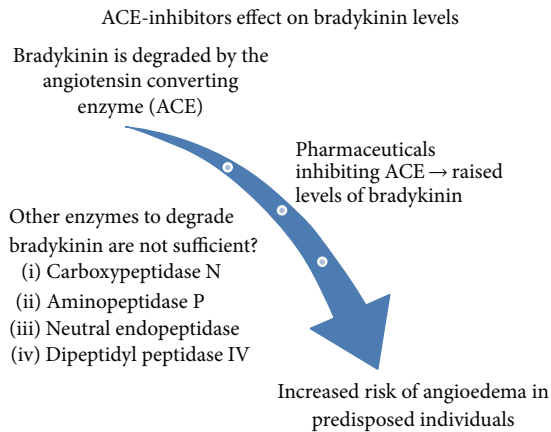 ACE-inhibitors effect on bradykinin levels
Bradykinin is degraded by the
angiotensin converting
enzyme (ACE)
Pharmaceuticals
inhibiting ACE → raised
levels of bradykinin
Other enzymes to degrade
bradykinin are not sufficient?
(i) Carboxypeptidase N
(ii) Aminopeptidase P
(iii) Neutral endopeptidase
(iv) Dipeptidyl peptidase IV
Increased risk of angioedema in
predisposed individuals